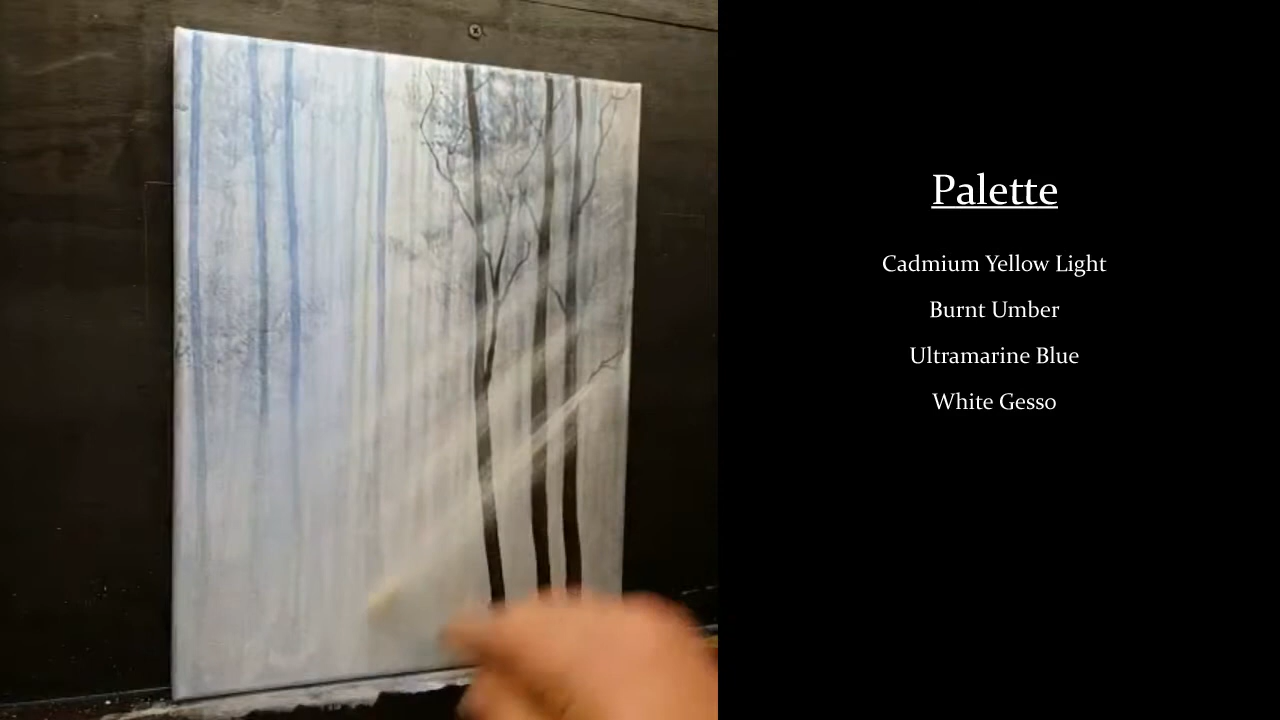 Palette
Cadmium Yellow Light
Burnt Umber
Ultramarine Blue
White Gesso